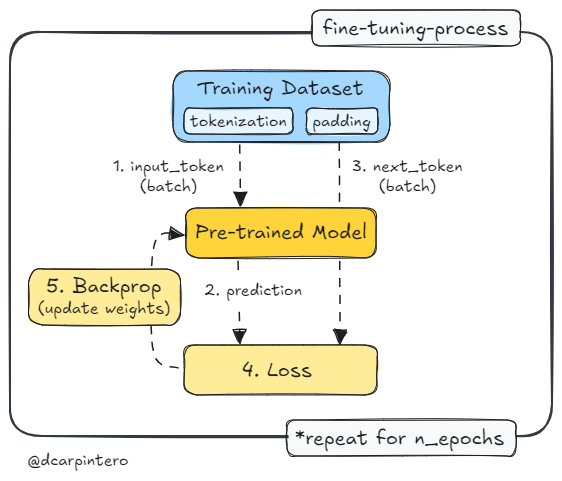 fine-tuning-process
Training Dataset
tokenization
padding
1. input_token
(batch)
3. next_token
(batch)
Pre-trained Model
5. Backprop
(update weights)
2. prediction
4. Loss
*repeat for n_epochs
@dcarpintero